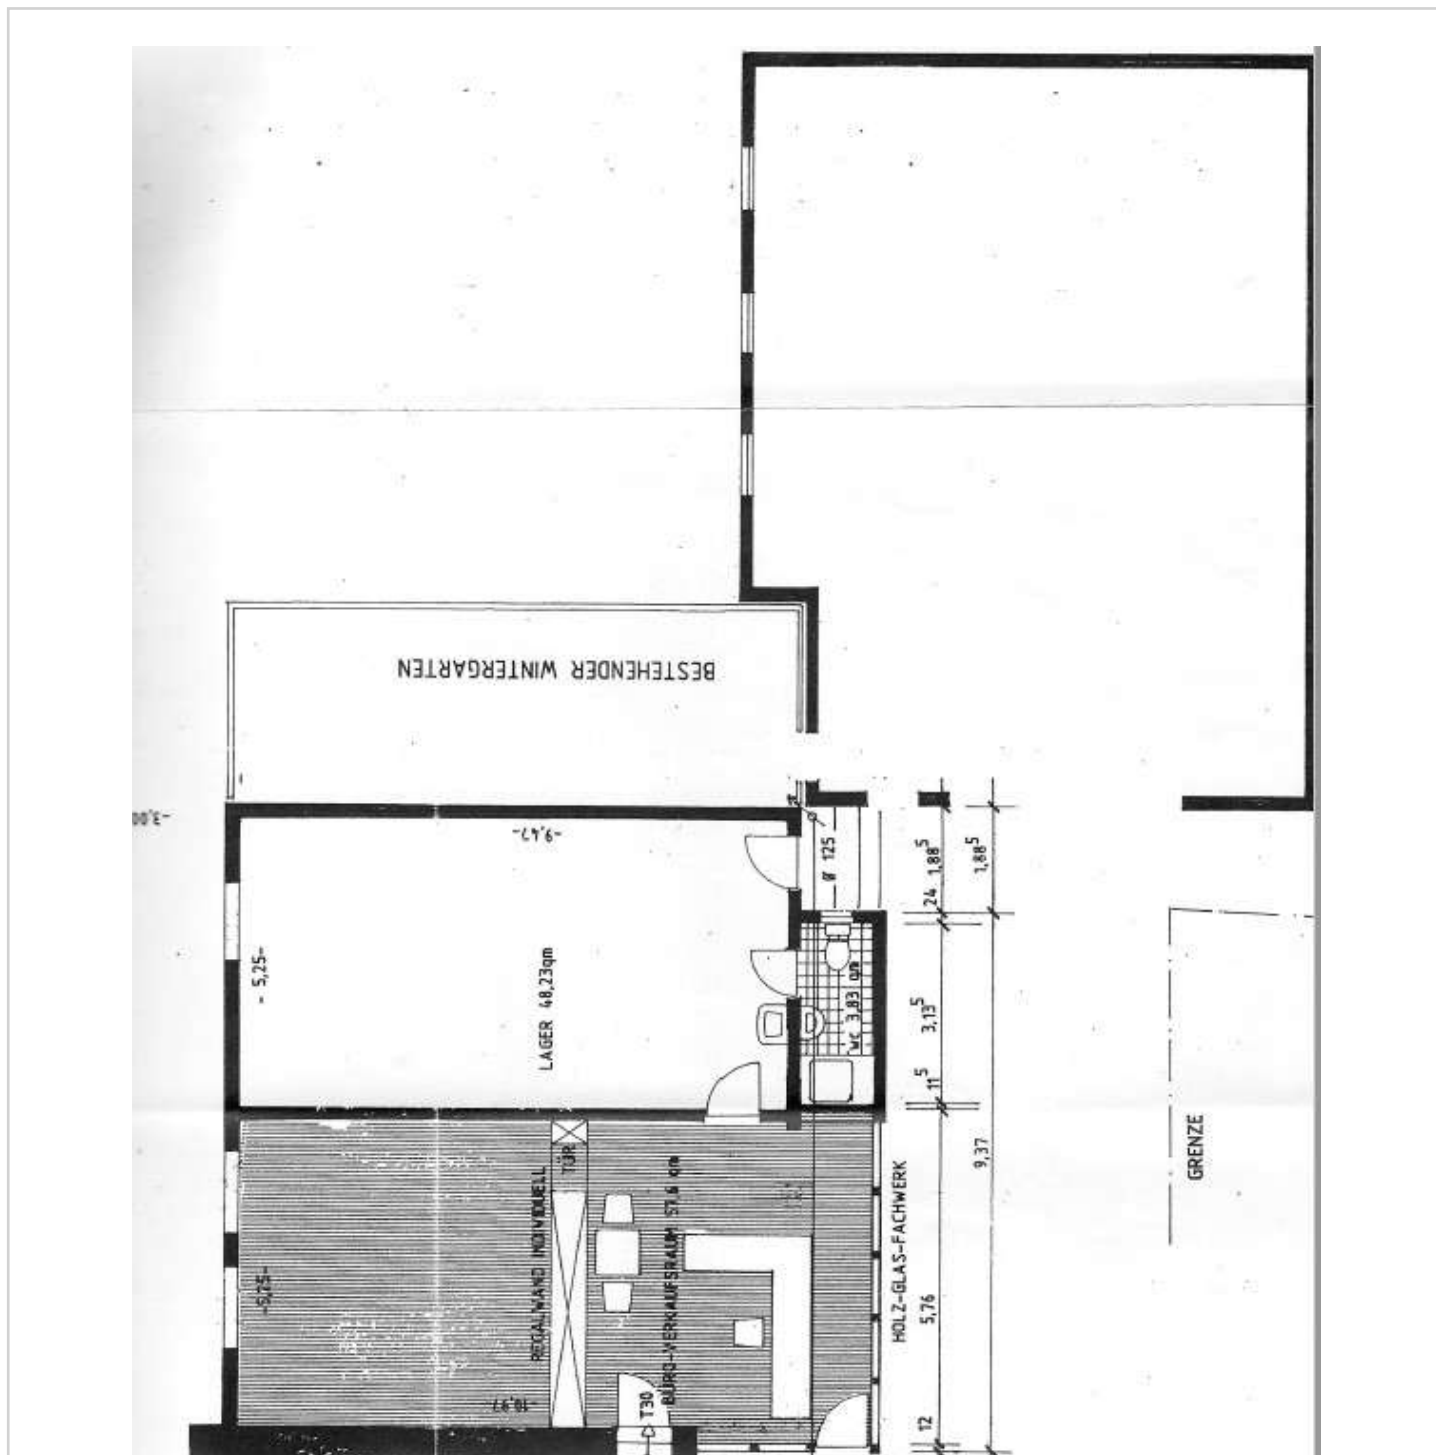 BESTEHENDER WINTERGARTEN
-3,00
-9,47-
Ø 125
24 1,88⁵
1,88⁵
- 5,25-
LAGER 48,23qm
WC 3,83 qm
3,13⁵
11⁵
9,37
GRENZE
REGALWAND INDIVIDUELL
TÜR
BÜRO-VERKAUFSRAUM 57,6 qm
HOLZ-GLAS-FACHWERK
-5,25-
5,76
-10,97-
T30
12